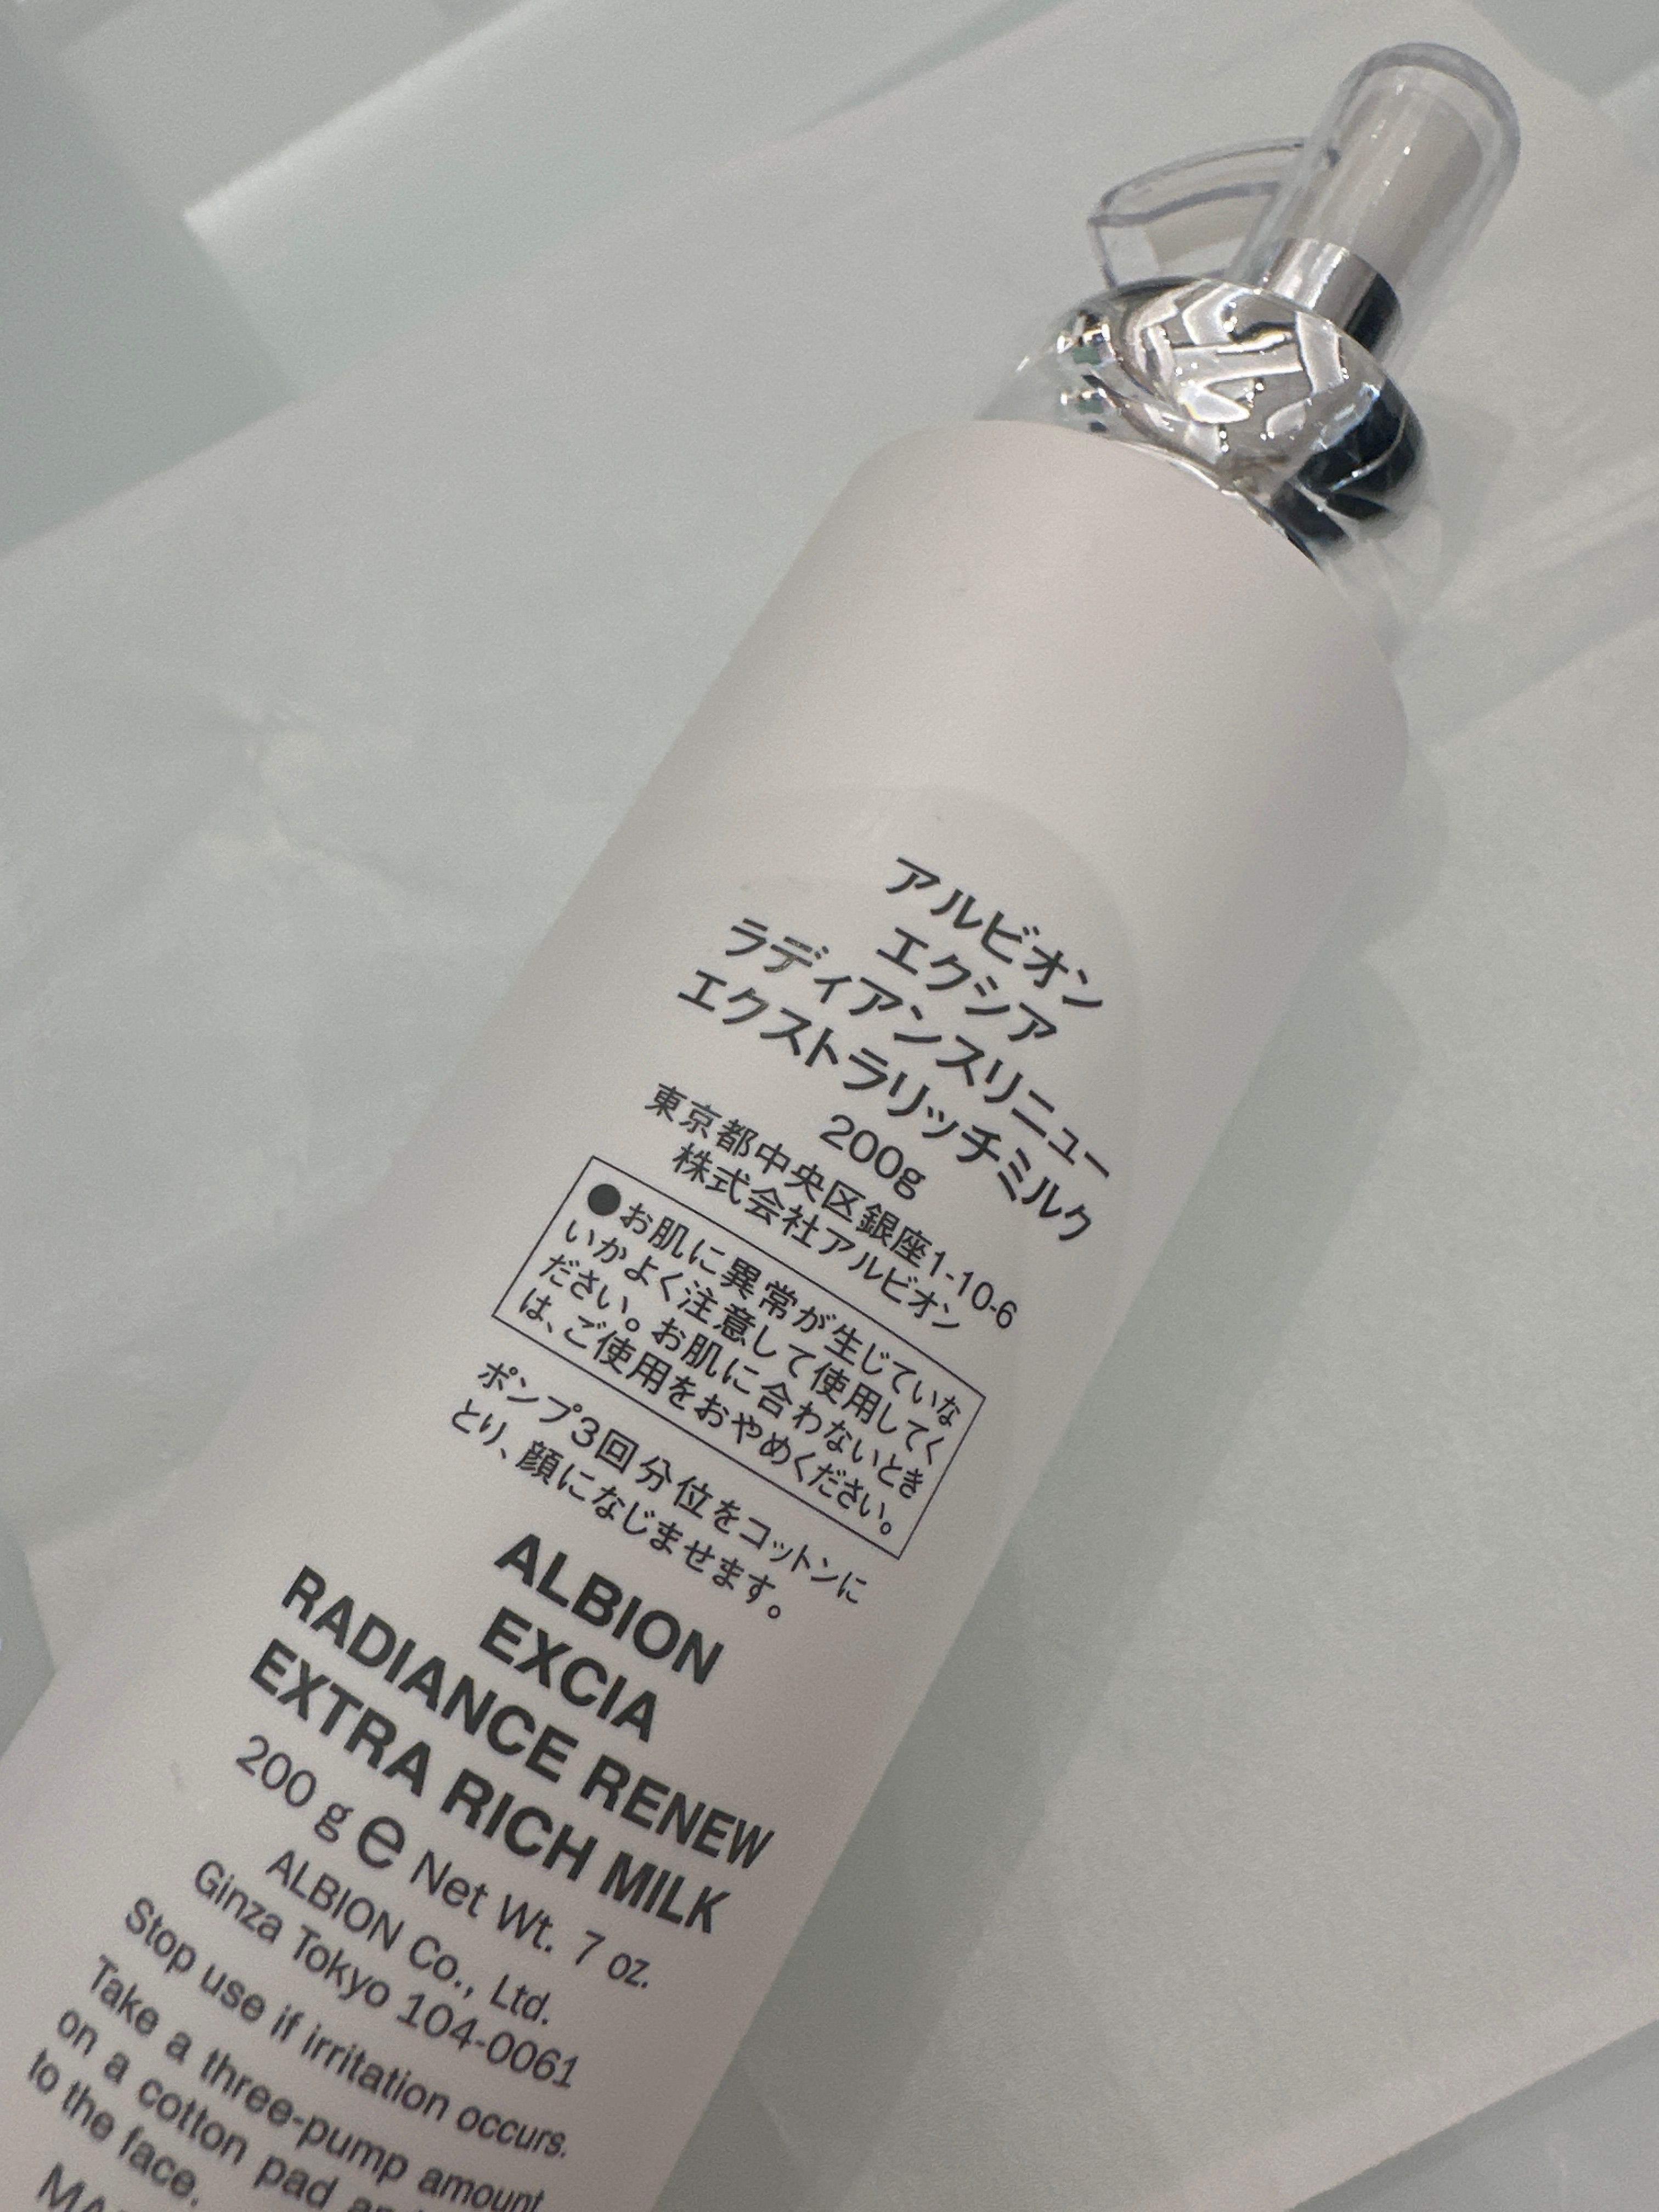 アルビオン
エクシア
ラディアンスリニュー
エクストラリッチミルク
200g
東京都中央区銀座1-10-6
株式会社アルビオン
●お肌に異常が生じていな
いかよく注意して使用してく
ださい。お肌に合わないとき
は、ご使用をおやめください。
ポンプ3回分位をコットンに
とり、顔になじませます。
ALBION
EXCIA
RADIANCE RENEW
EXTRA RICH MILK
200 g ℮ Net Wt. 7 oz.
ALBION Co., Ltd.
Ginza Tokyo 104-0061
Stop use if irritation occurs.
Take a three-pump amount
on a cotton pad
to the face.